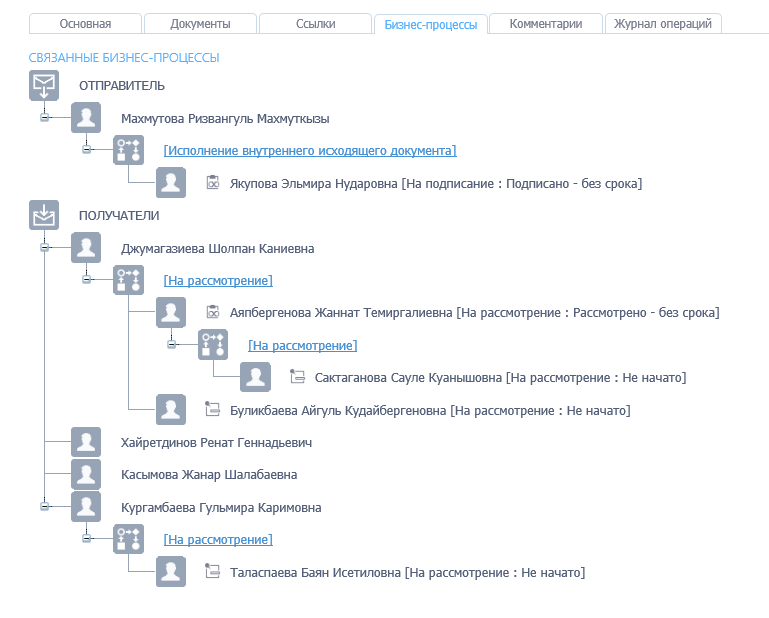 Основная Документы Ссылки Бизнес-процессы Комментарии Журнал операций
СВЯЗАННЫЕ БИЗНЕС-ПРОЦЕССЫ
ОТПРАВИТЕЛЬ
Махмутова Ризвангуль Махмуткызы
[Исполнение внутреннего исходящего документа]
Якупова Эльмира Нударовна [На подписание : Подписано - без срока]
ПОЛУЧАТЕЛИ
Джумагазиева Шолпан Каниевна
[На рассмотрение]
Аяпбергенова Жаннат Темиргалиевна [На рассмотрение : Рассмотрено - без срока]
[На рассмотрение]
Сактаганова Сауле Куанышовна [На рассмотрение : Не начато]
Буликбаева Айгуль Кудайбергеновна [На рассмотрение : Не начато]
Хайретдинов Ренат Геннадьевич
Касымова Жанар Шалабаевна
Кургамбаева Гульмира Каримовна
[На рассмотрение]
Таласпаева Баян Исетиловна [На рассмотрение : Не начато]